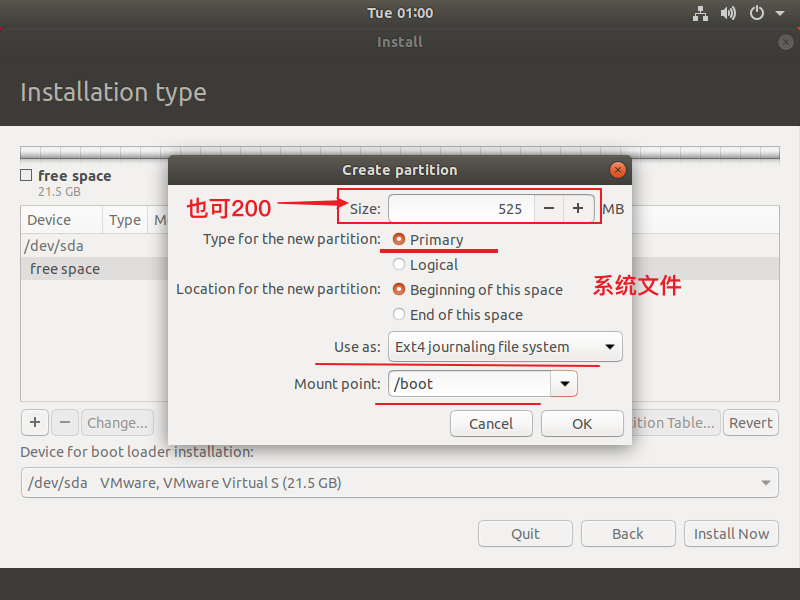 Tue 01:00
Install
Installation type
free space
21.5 GB
Device Type M
/dev/sda
free space
Create partition
也可200
Size: 525 − + MB
Type for the new partition: Primary
Logical
Location for the new partition: Beginning of this space
End of this space
系统文件
Use as: Ext4 journaling file system
Mount point: /boot
Cancel OK
+ − Change... ition Table... Revert
Device for boot loader installation:
/dev/sda VMware, VMware Virtual S (21.5 GB)
Quit Back Install Now